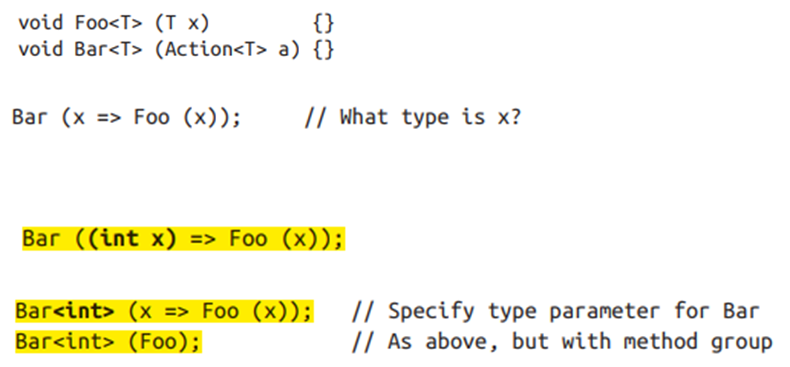 void Foo<T> (T x)         {}
void Bar<T> (Action<T> a) {}
Bar (x => Foo (x));     // What type is x?
Bar ((int x) => Foo (x));
Bar<int> (x => Foo (x));   // Specify type parameter for Bar
Bar<int> (Foo);            // As above, but with method group